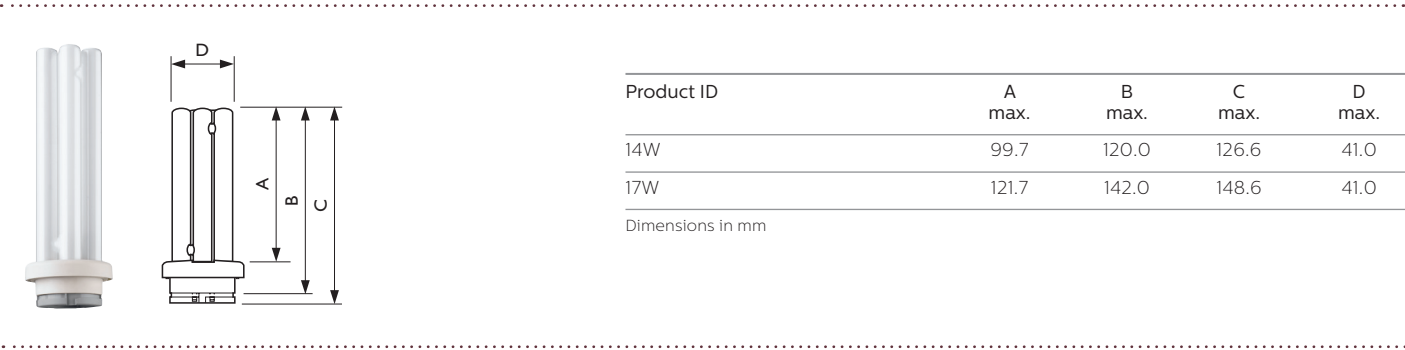 D
A
B
C
Product ID A B C D
max. max. max. max.
14W 99.7 120.0 126.6 41.0
17W 121.7 142.0 148.6 41.0
Dimensions in mm